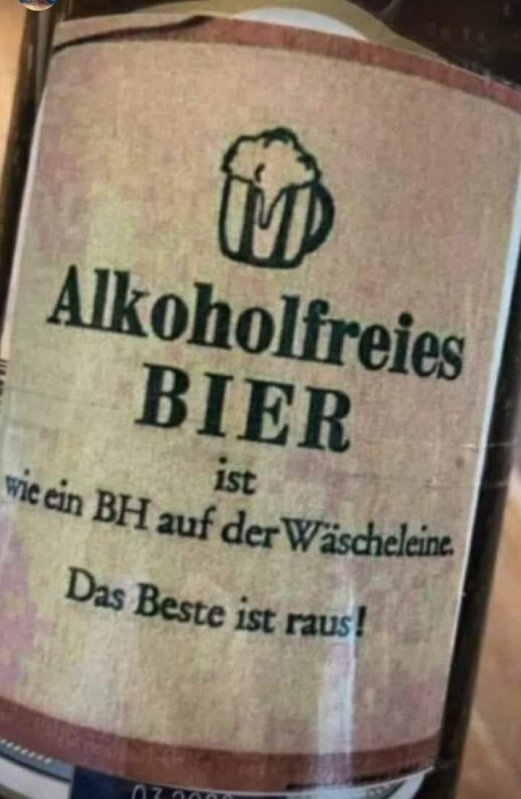 Alkoholfreies
BIER
ist
wie ein BH auf der Wäscheleine.
Das Beste ist raus!